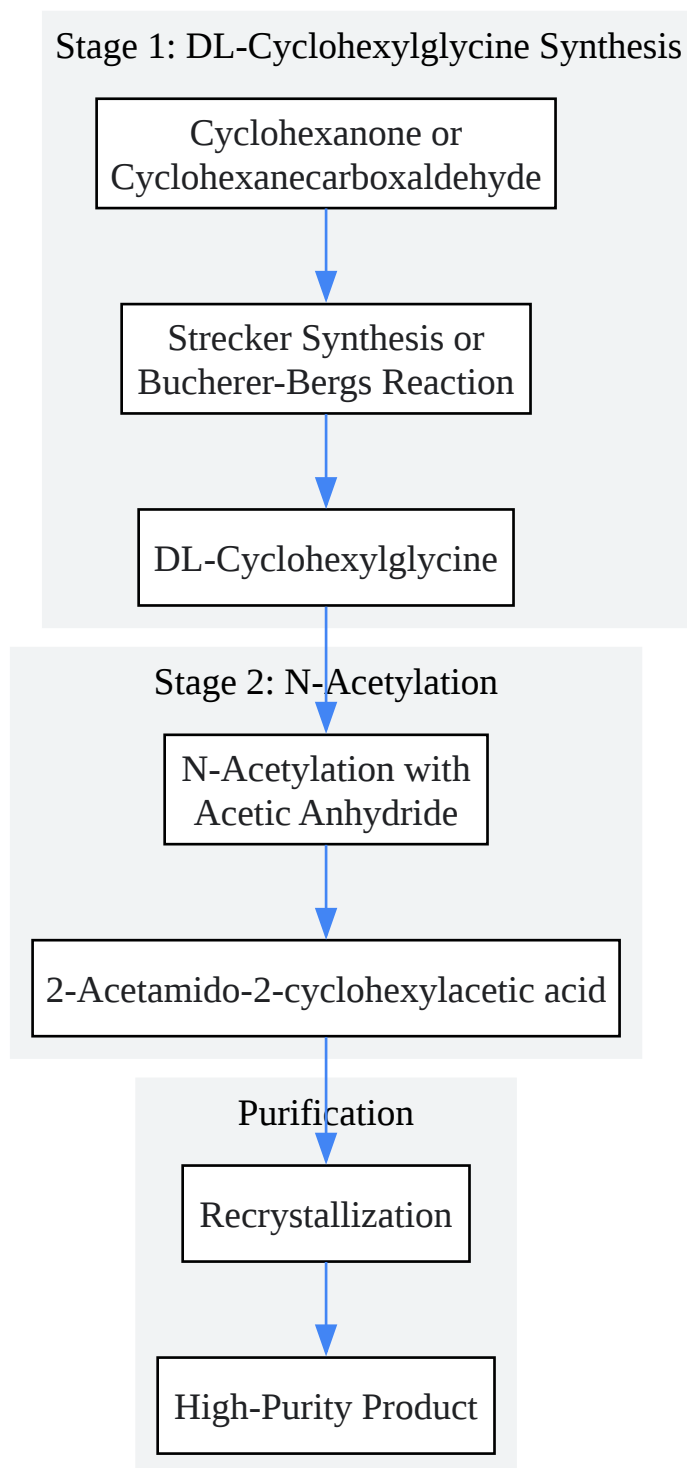 Stage 1: DL-Cyclohexylglycine Synthesis
Cyclohexanone or
Cyclohexanecarboxaldehyde
Strecker Synthesis or
Bucherer-Bergs Reaction
DL-Cyclohexylglycine
Stage 2: N-Acetylation
N-Acetylation with
Acetic Anhydride
2-Acetamido-2-cyclohexylacetic acid
Purification
Recrystallization
High-Purity Product